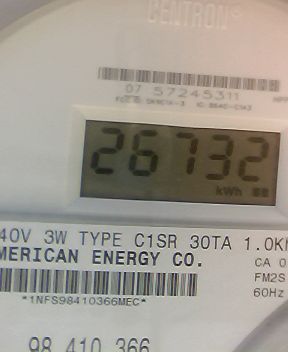 CENTRON
07 57245311
26732
kWh
40V 3W TYPE C1SR 30TA 1.0K
MERICAN ENERGY CO.
CA 0
FM2S
60Hz
*1NFS98410366MEC*
98 410 366